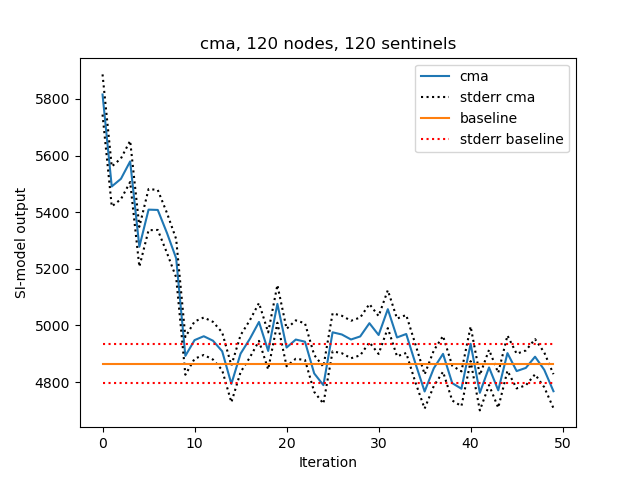 cma, 120 nodes, 120 sentinels
cma
stderr cma
baseline
stderr baseline
SI-model output
5800
5600
5400
5200
5000
4800
0 10 20 30 40 50
Iteration